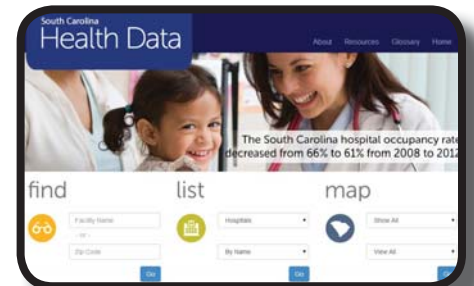 South Carolina
Health Data
About Resources Glossary Home
The South Carolina hospital occupancy rate
decreased from 66% to 61% from 2008 to 2012
find list map
Facility Name Hospitals Show All
- or -
Zip Code By Name View All
Go Go Go